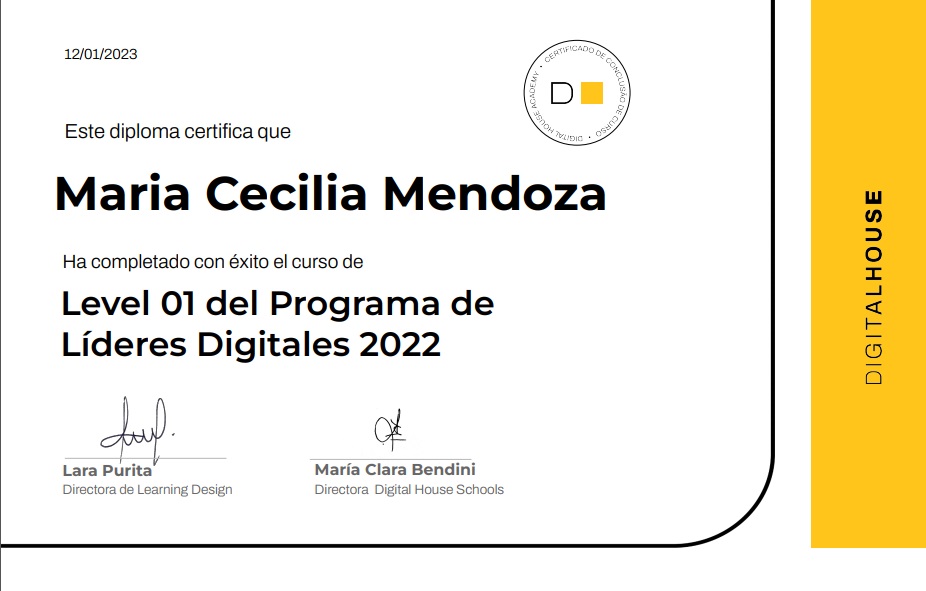 12/01/2023
CERTIFICADO DE CONCLUSÃO DE CURSO • DIGITAL HOUSE ACADEMY •
D
Este diploma certifica que
Maria Cecilia Mendoza
Ha completado con éxito el curso de
Level 01 del Programa de
Líderes Digitales 2022
Lara Purita
Directora de Learning Design
María Clara Bendini
Directora Digital House Schools
DIGITALHOUSE